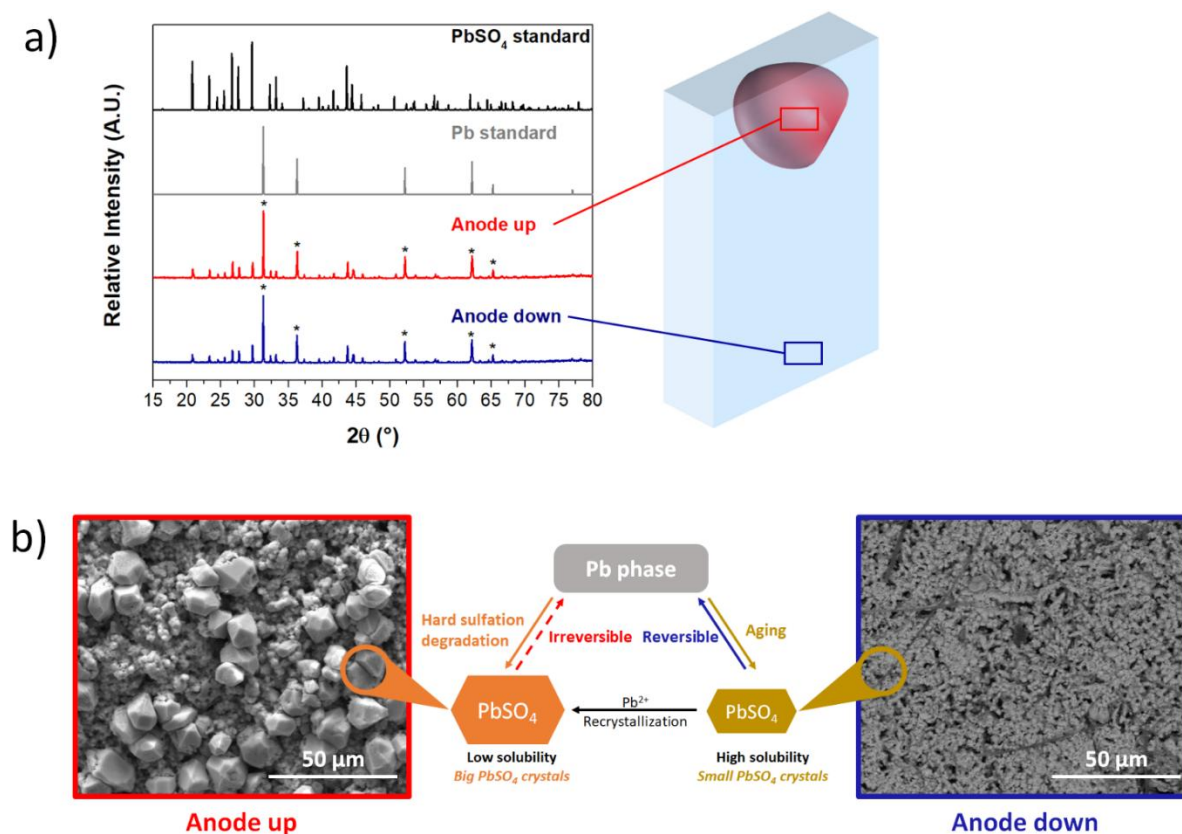 a)
PbSO₄ standard
Pb standard
*
*
*
*
*
Anode up
*
*
*
*
*
Anode down
Relative Intensity (A.U.)
15 20 25 30 35 40 45 50 55 60 65 70 75 80
2θ (°)
b)
50 µm
Anode up
Pb phase
Hard sulfation
degradation
Irreversible
Reversible
Aging
PbSO₄
Pb²⁺
Recrystallization
PbSO₄
Low solubility
Big PbSO₄ crystals
High solubility
Small PbSO₄ crystals
50 µm
Anode down